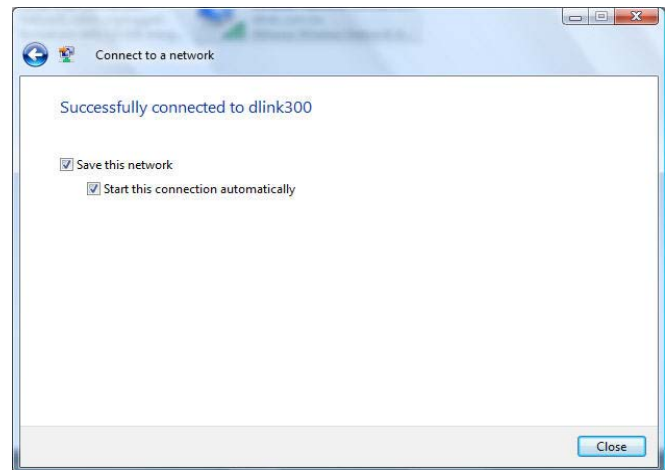 Connect to a network
Successfully connected to dlink300
Save this network
Start this connection automatically
Close